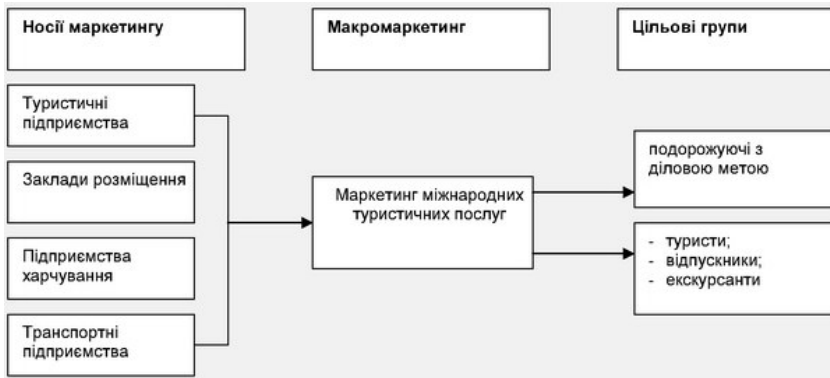 Носії маркетингу
Макромаркетинг
Цільові групи
Туристичні
підприємства
Заклади розміщення
Підприємства
харчування
Транспортні
підприємства
Маркетинг міжнародних
туристичних послуг
подорожуючі з
діловою метою
- туристи;
- відпускники;
- екскурсанти